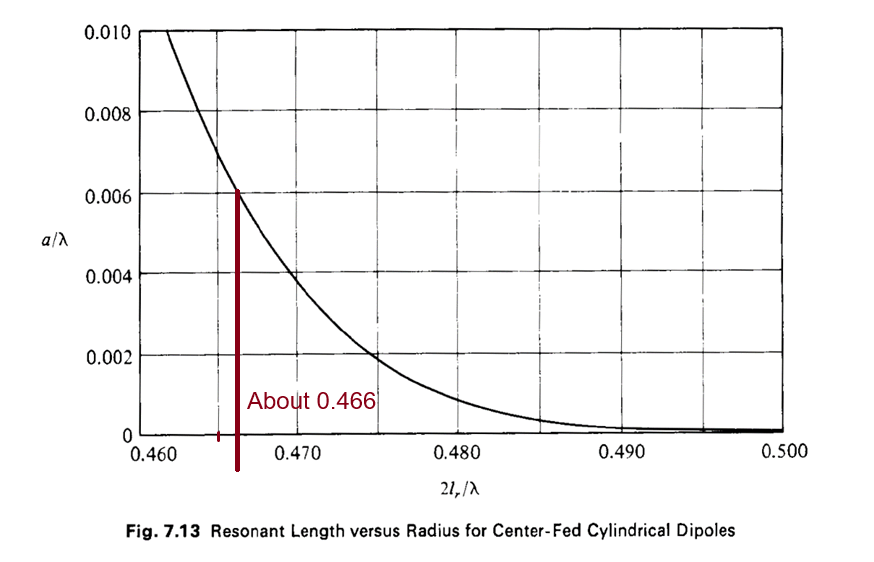 0.010
0.008
0.006
a/λ
0.004
0.002
About 0.466
0
0.460 0.470 0.480 0.490 0.500
2lᵣ/λ
Fig. 7.13 Resonant Length versus Radius for Center-Fed Cylindrical Dipoles